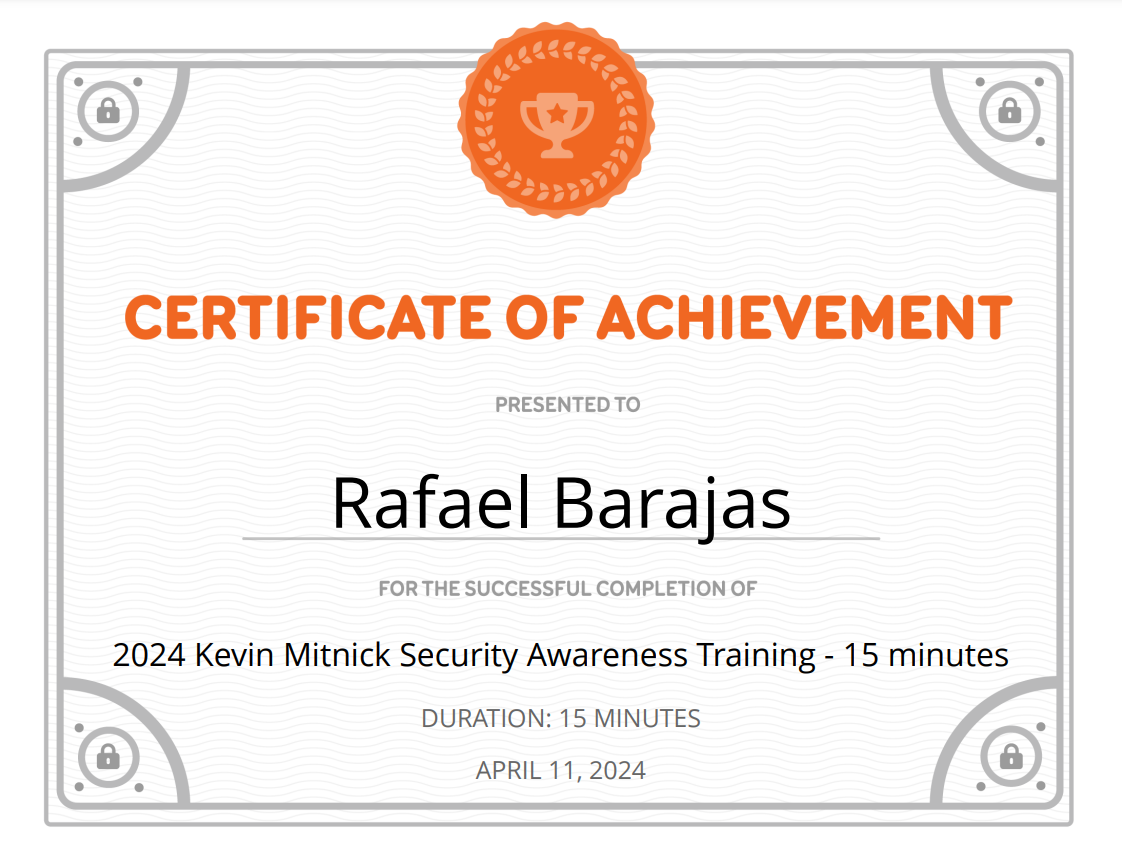 CERTIFICATE OF ACHIEVEMENT
PRESENTED TO
Rafael Barajas
FOR THE SUCCESSFUL COMPLETION OF
2024 Kevin Mitnick Security Awareness Training - 15 minutes
DURATION: 15 MINUTES
APRIL 11, 2024